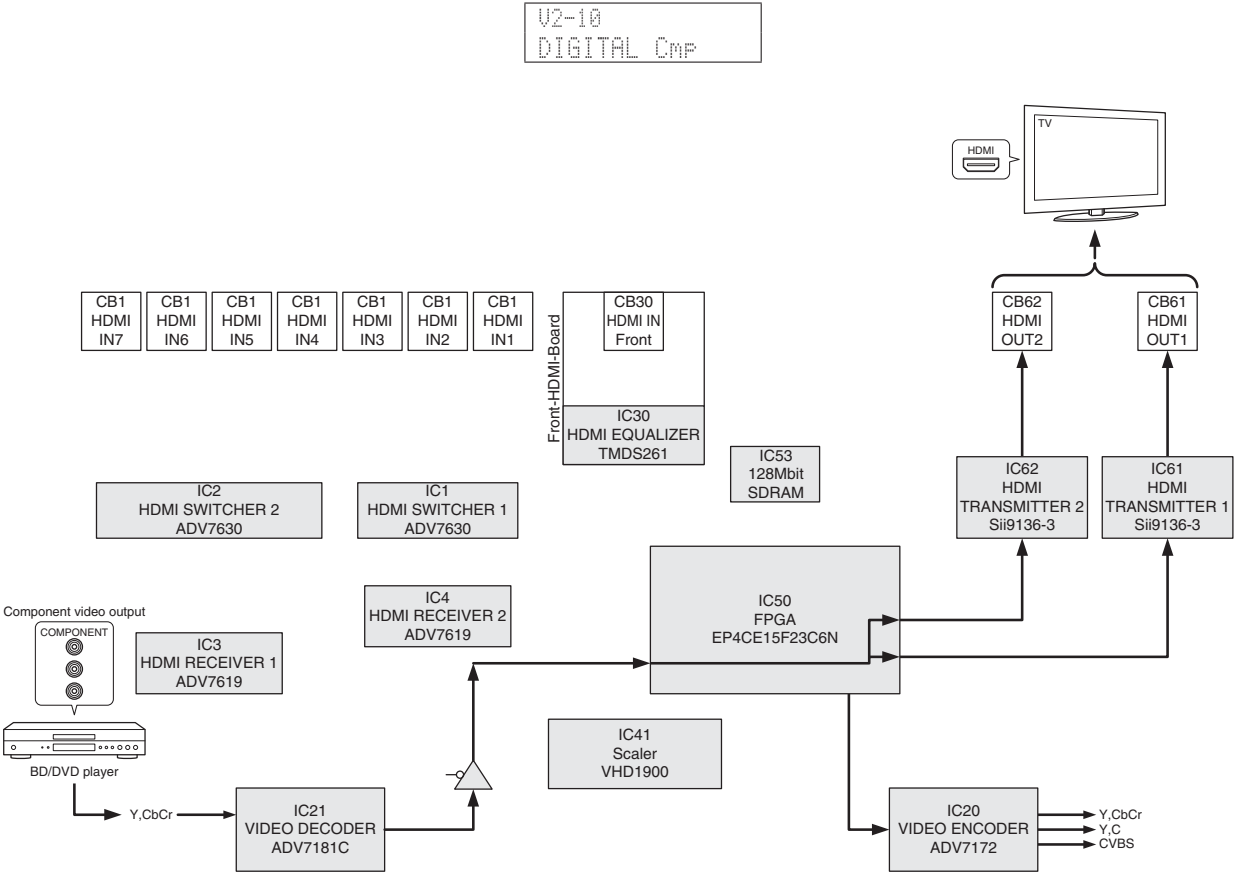 V2-10
DIGITAL Cmp
TV
HDMI
CB1
HDMI
IN7
CB1
HDMI
IN6
CB1
HDMI
IN5
CB1
HDMI
IN4
CB1
HDMI
IN3
CB1
HDMI
IN2
CB1
HDMI
IN1
Front-HDMI-Board
CB30
HDMI IN
Front
CB62
HDMI
OUT2
CB61
HDMI
OUT1
IC30
HDMI EQUALIZER
TMDS261
IC53
128Mbit
SDRAM
IC62
HDMI
TRANSMITTER 2
Sii9136-3
IC61
HDMI
TRANSMITTER 1
Sii9136-3
IC2
HDMI SWITCHER 2
ADV7630
IC1
HDMI SWITCHER 1
ADV7630
IC4
HDMI RECEIVER 2
ADV7619
IC50
FPGA
EP4CE15F23C6N
Component video output
COMPONENT
IC3
HDMI RECEIVER 1
ADV7619
IC41
Scaler
VHD1900
BD/DVD player
Y,CbCr
IC21
VIDEO DECODER
ADV7181C
IC20
VIDEO ENCODER
ADV7172
Y,CbCr
Y,C
CVBS